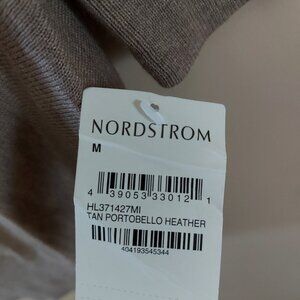 NORDSTROM
M
4 39053 33012 1
HL371427MI
TAN PORTOBELLO HEATHER
404193545344